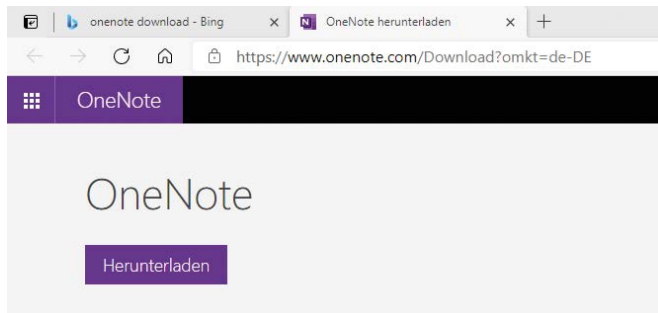 onenote download - Bing
OneNote herunterladen
https://www.onenote.com/Download?omkt=de-DE
OneNote
OneNote
Herunterladen